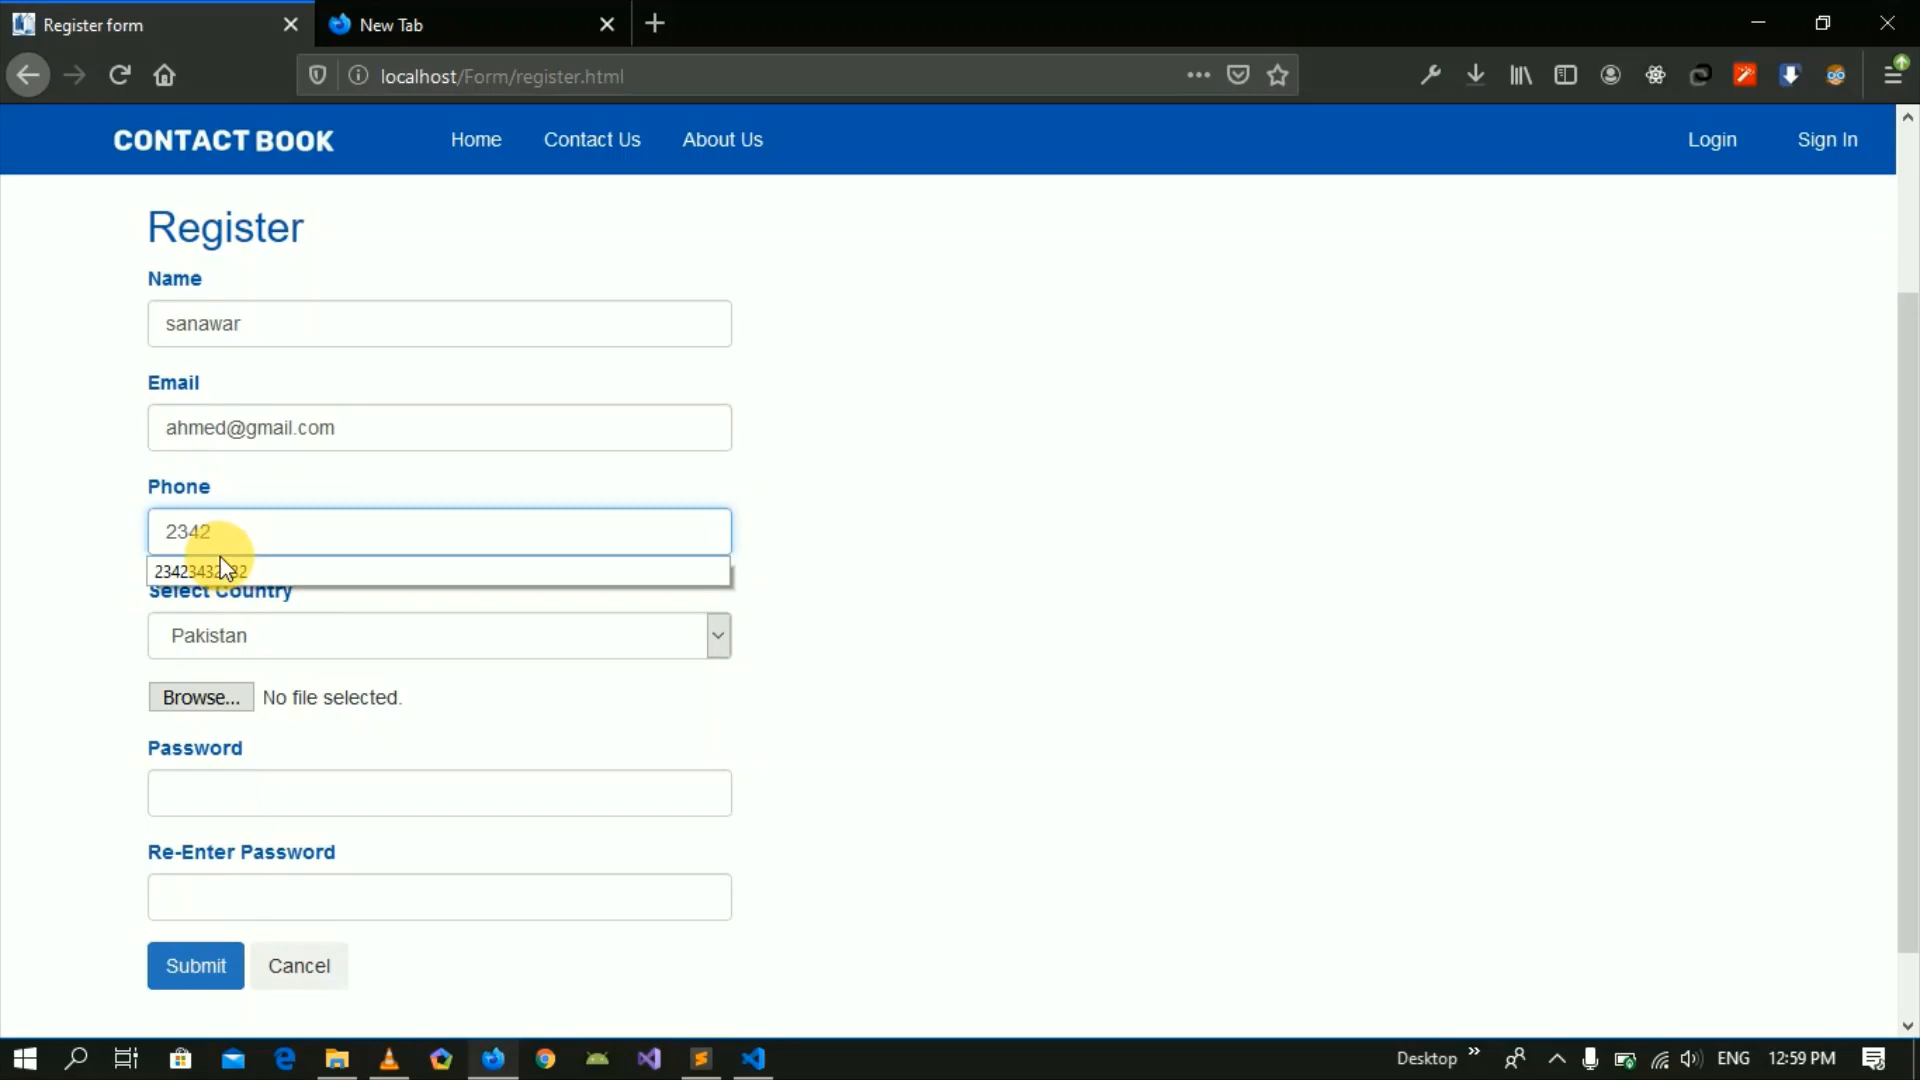 Register form
New Tab
localhost/Form/register.html
CONTACT BOOK Home Contact Us About Us Login Sign In
Register
Name
sanawar
Email
ahmed@gmail.com
Phone
2342
Select Country
Pakistan
Browse... No file selected.
Password
Re-Enter Password
Submit Cancel
Desktop ENG 12:59 PM